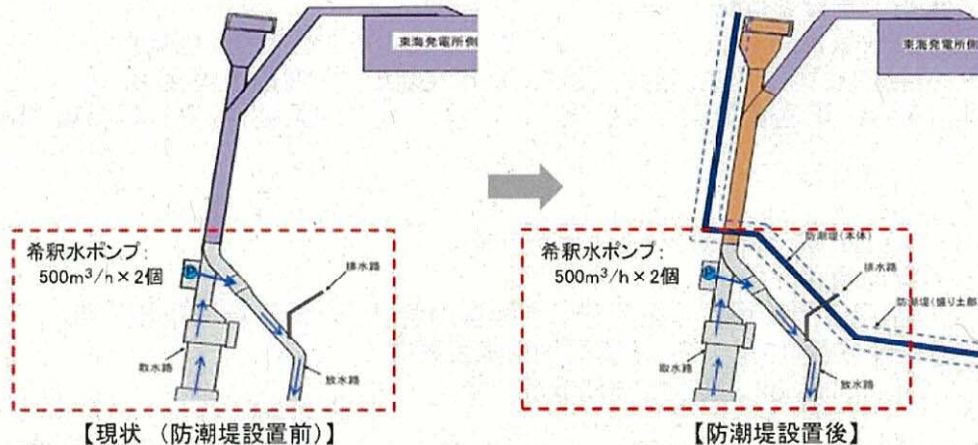 東海発電所側
希釈水ポンプ:
500m³/h×2個
排水路
取水路
放水路
【現状 (防潮堤設置前)】
東海発電所側
希釈水ポンプ:
500m³/h×2個
防潮堤(本体)
排水路
防潮堤(盛り土部
取水路
放水路
【防潮堤設置後】